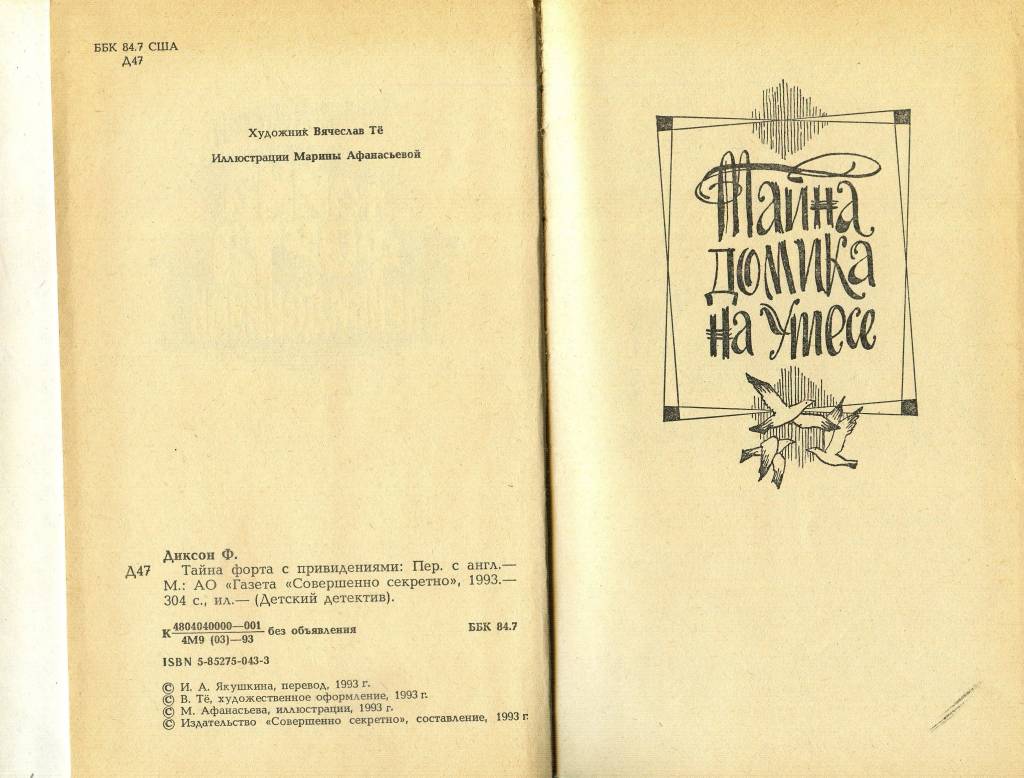 ББК 84.7 США
Д47
Художник Вячеслав Тё
Иллюстрации Марины Афанасьевой
Диксон Ф.
Д47 Тайна форта с привидениями: Пер. с англ.—
М.: АО «Газета «Совершенно секретно», 1993.—
304 с., ил.— (Детский детектив).
К 4804040000—001 без объявления ББК 84.7
4М9 (03)—93
ISBN 5-85275-043-3
© И. А. Якушкина, перевод, 1993 г.
© В. Тё, художественное оформление, 1993 г.
© М. Афанасьева, иллюстрации, 1993 г.
© Издательство «Совершенно секретно», составление, 1993 г.
Тайна
домика
на утесе